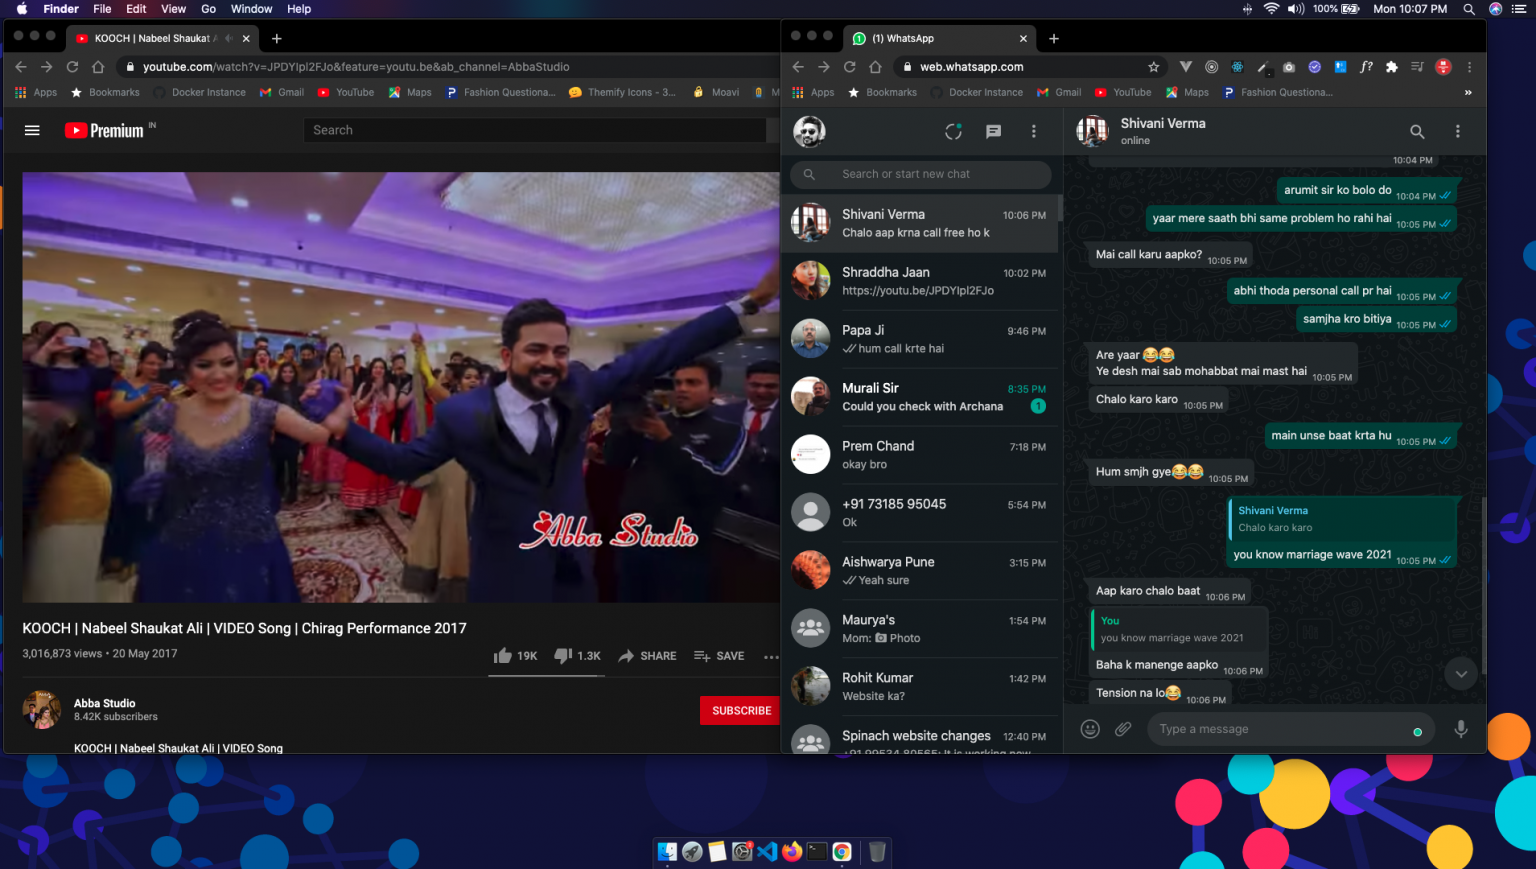 Finder File Edit View Go Window Help
100% Mon 10:07 PM
KOOCH | Nabeel Shaukat A
youtube.com/watch?v=JPDYIpl2FJo&feature=youtu.be&ab_channel=AbbaStudio
Apps Bookmarks Docker Instance Gmail YouTube Maps Fashion Questiona... Themify Icons - 3... Moavi M
Premium IN
Search
Abba Studio
KOOCH | Nabeel Shaukat Ali | VIDEO Song | Chirag Performance 2017
3,016,873 views • 20 May 2017
19K 1.3K SHARE SAVE
Abba Studio
8.42K subscribers
SUBSCRIBE
KOOCH | Nabeel Shaukat Ali | VIDEO Song
(1) WhatsApp
web.whatsapp.com
f?
Apps Bookmarks Docker Instance Gmail YouTube Maps Fashion Questiona... »
Search or start new chat
Shivani Verma 10:06 PM
Chalo aap krna call free ho k
Shraddha Jaan 10:02 PM
https://youtu.be/JPDYIpl2FJo
Papa Ji 9:46 PM
hum call krte hai
Murali Sir 8:35 PM
Could you check with Archana 1
Prem Chand 7:18 PM
okay bro
+91 73185 95045 5:54 PM
Ok
Aishwarya Pune 3:15 PM
Yeah sure
Maurya's 1:54 PM
Mom: Photo
Rohit Kumar 1:42 PM
Website ka?
Spinach website changes 12:40 PM
+91 99534 80565: It is working now
Shivani Verma
online
10:04 PM
arumit sir ko bolo do 10:04 PM
yaar mere saath bhi same problem ho rahi hai 10:05 PM
Mai call karu aapko? 10:05 PM
abhi thoda personal call pr hai 10:05 PM
samjha kro bitiya 10:05 PM
Are yaar 😂😂
Ye desh mai sab mohabbat mai mast hai 10:05 PM
Chalo karo karo 10:05 PM
main unse baat krta hu 10:05 PM
Hum smjh gye😂😂 10:05 PM
Shivani Verma
Chalo karo karo
you know marriage wave 2021 10:05 PM
Aap karo chalo baat 10:06 PM
You
you know marriage wave 2021
Baha k manenge aapko 10:06 PM
Tension na lo😂 10:06 PM
Type a message